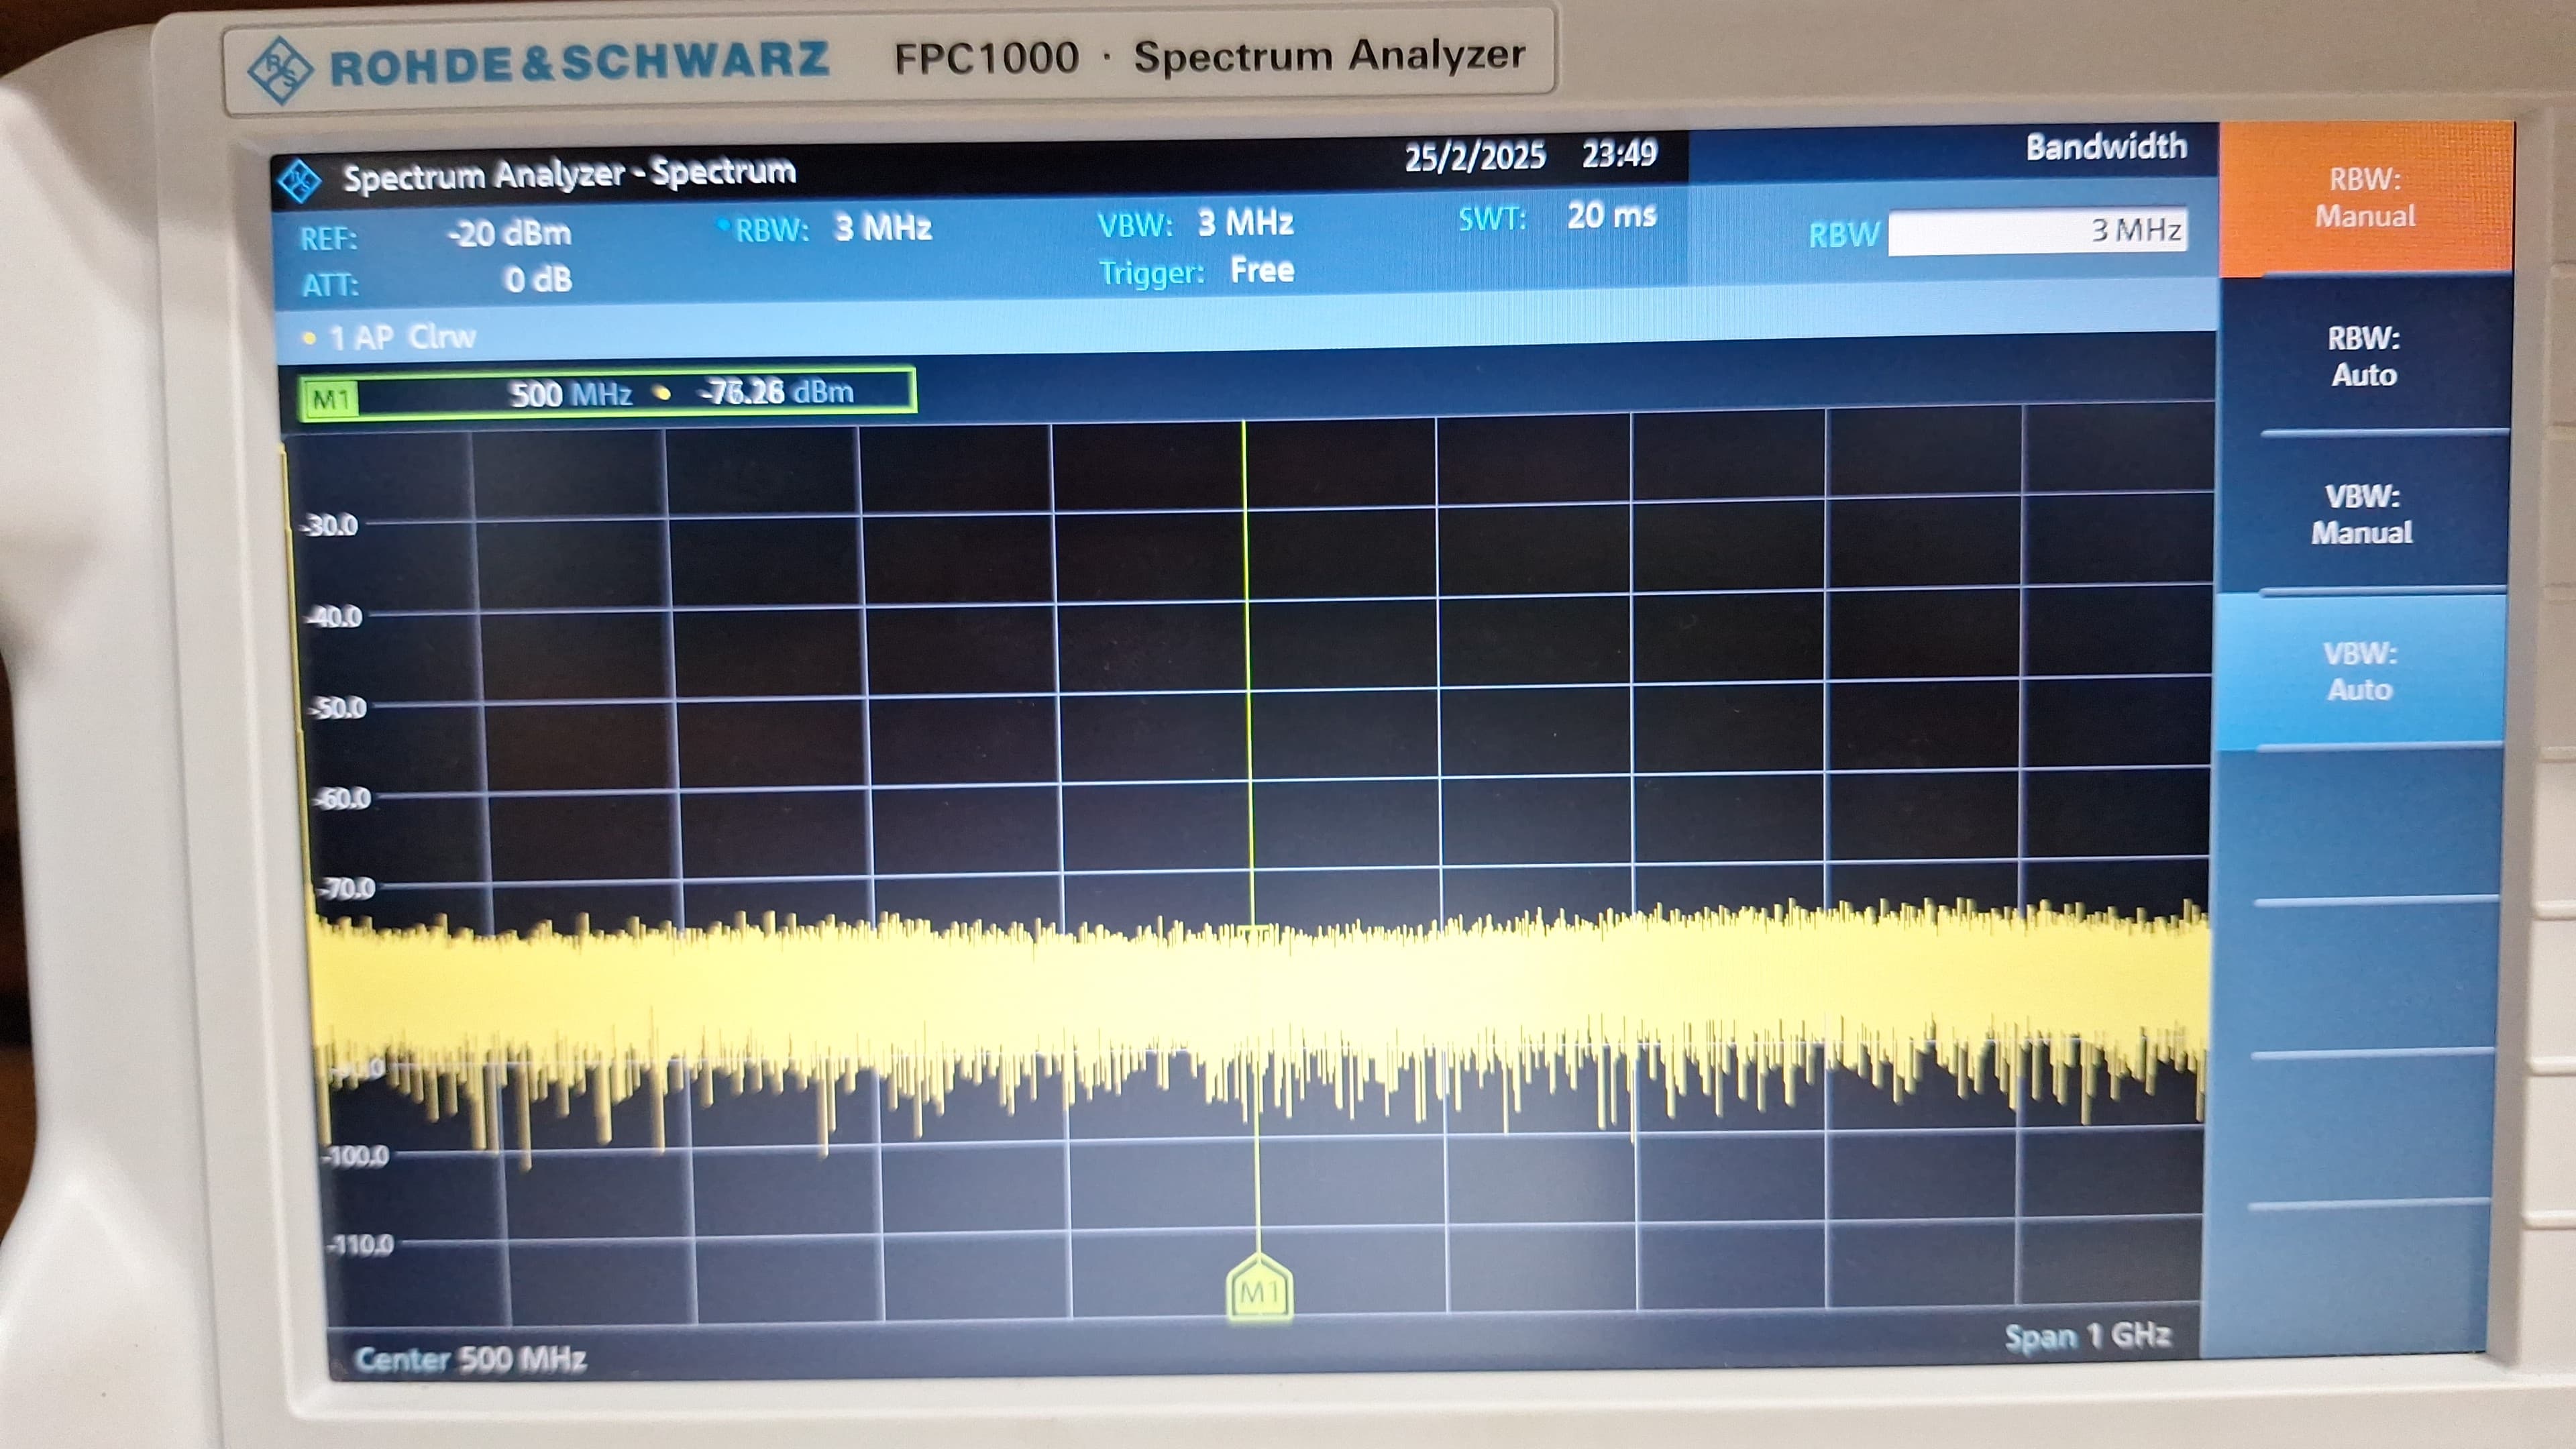 ROHDE & SCHWARZ FPC1000 · Spectrum Analyzer
Spectrum Analyzer - Spectrum 25/2/2025 23:49 Bandwidth
REF: -20 dBm RBW: 3 MHz VBW: 3 MHz SWT: 20 ms RBW 3 MHz
ATT: 0 dB Trigger: Free
1 AP Clrw
M1 500 MHz -76.26 dBm
-30.0
-40.0
-50.0
-60.0
-70.0
-100.0
-110.0
M1
Center 500 MHz Span 1 GHz
RBW:
Manual
RBW:
Auto
VBW:
Manual
VBW:
Auto